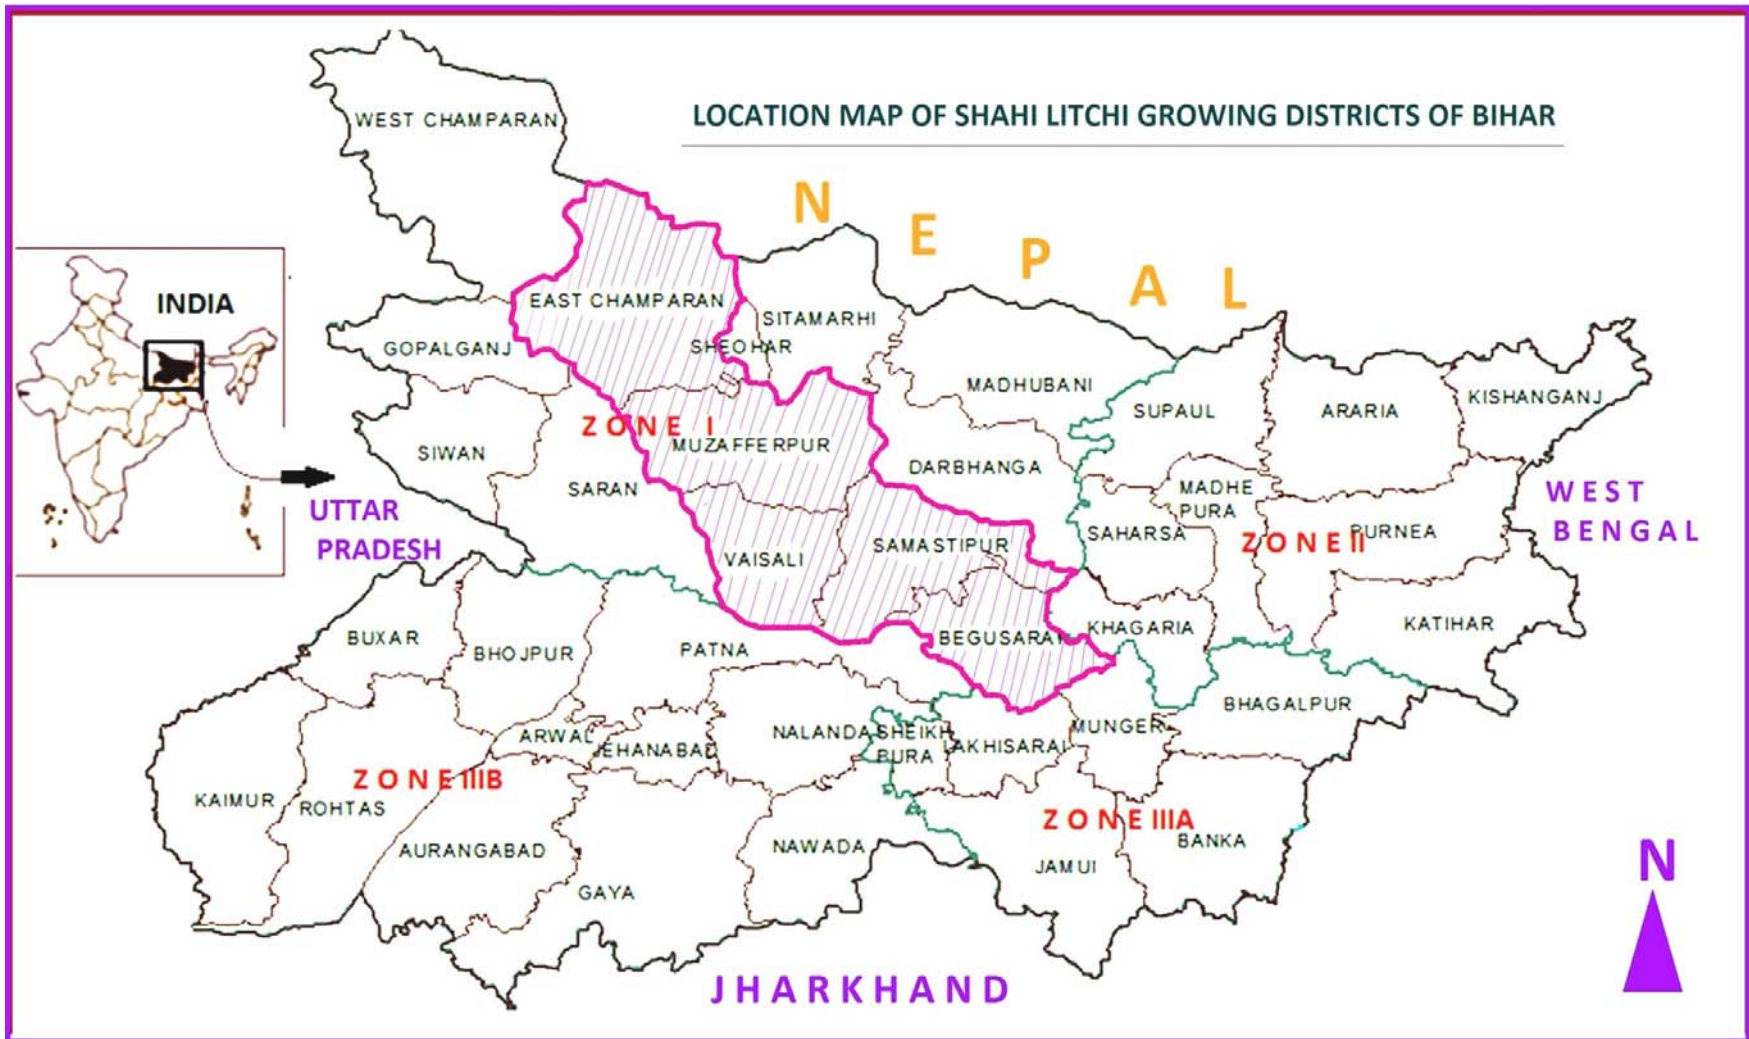 LOCATION MAP OF SHAHI LITCHI GROWING DISTRICTS OF BIHAR
WEST CHAMPARAN
N E P A L
INDIA
EAST CHAMPARAN
SITAMARHI
SHEOHAR
GOPALGANJ
MADHUBANI
SUPAUL
ARARIA
KISHANGANJ
ZONE I
MUZAFFERPUR
SIWAN
SARAN
DARBHANGA
MADHE
PURA
SAHARSA
ZONE II
PURNEA
WEST
BENGAL
UTTAR
PRADESH
VAISALI
SAMASTIPUR
BUXAR
BHOJPUR
PATNA
BEGUSARAI
KHAGARIA
KATIHAR
BHAGALPUR
ARWAL
JEHANABAD
NALANDA
SHEIKH
PURA
LAKHISARAI
MUNGER
ZONE IIIB
KAIMUR
ROHTAS
AURANGABAD
GAYA
NAWADA
ZONE IIIA
JAMUI
BANKA
N
JHARKHAND